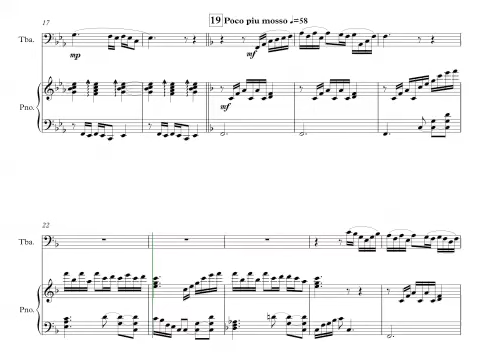 17
19 Poco piu mosso ♩=58
Tba.
mp
mf
Pno.
mf
22
Tba.
Pno.